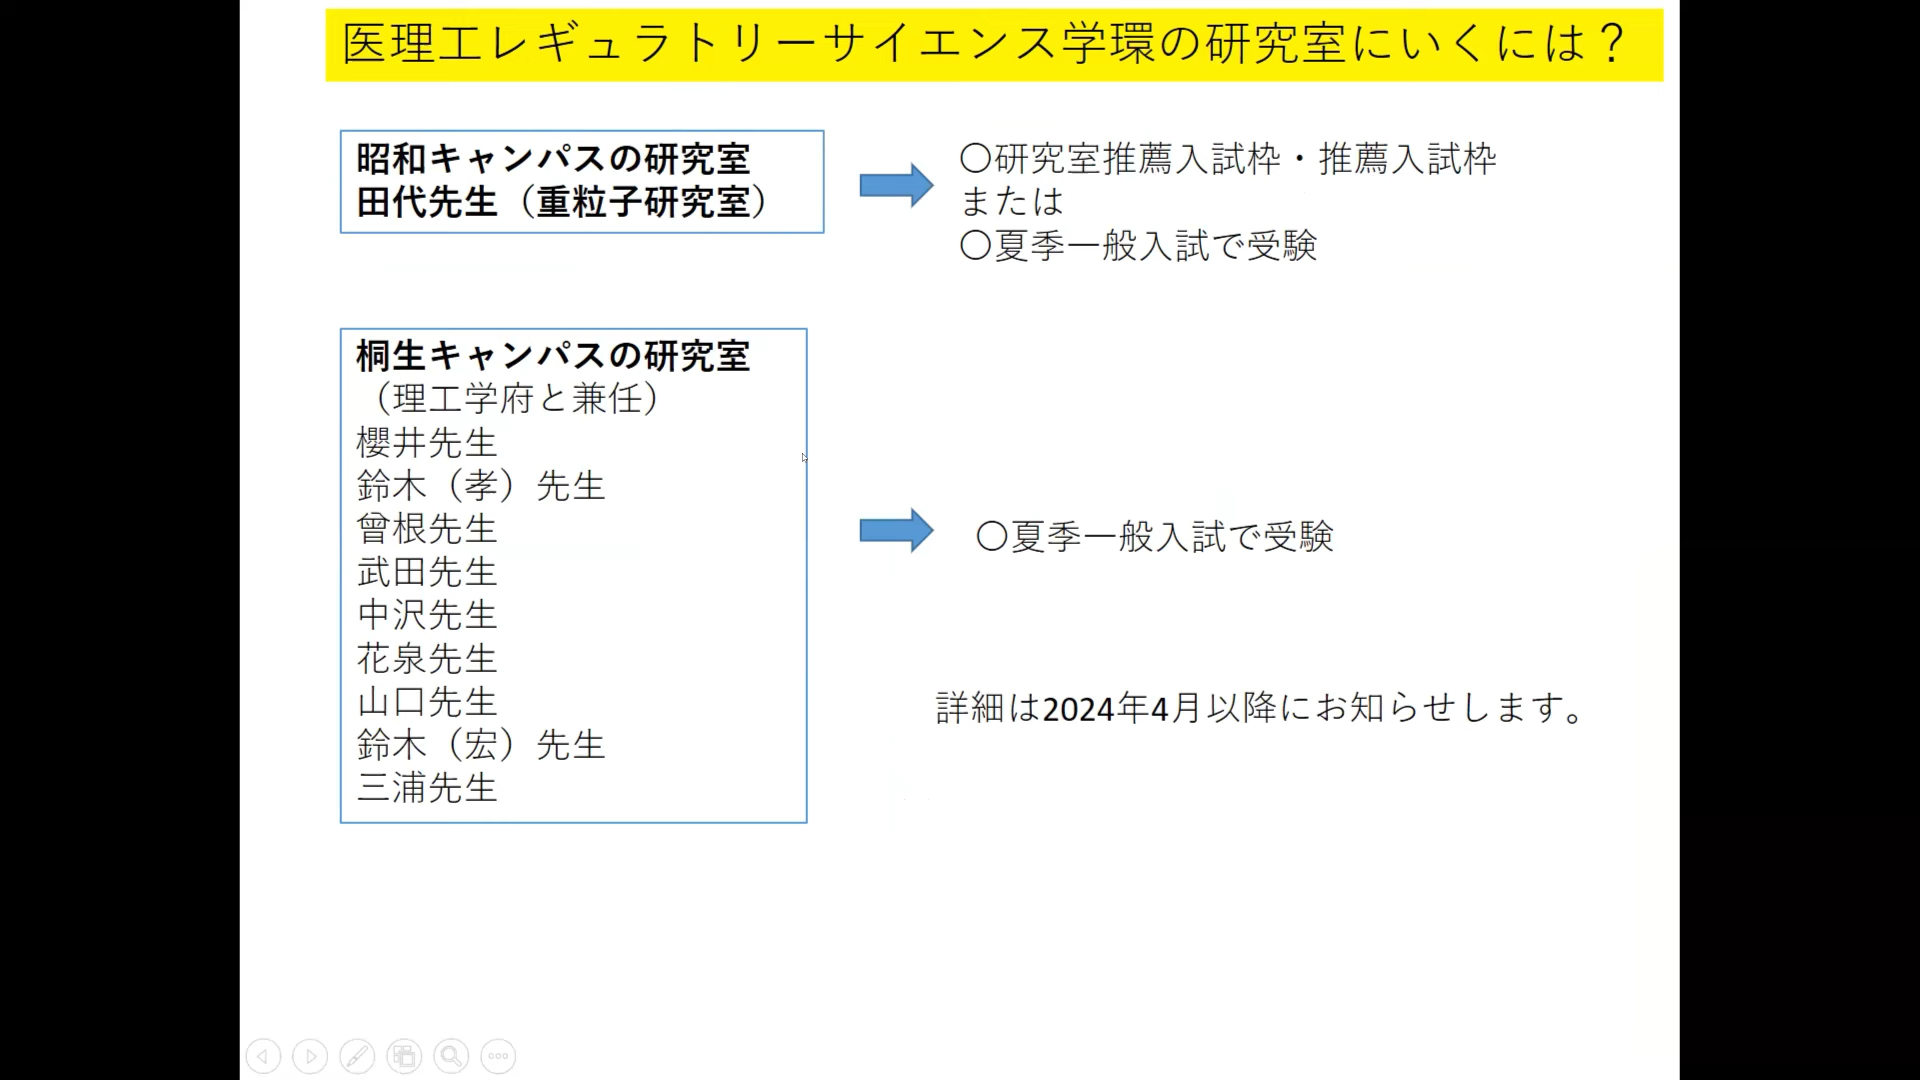 医理工レギュラトリーサイエンス学環の研究室にいくには？
昭和キャンパスの研究室
田代先生（重粒子研究室）
〇研究室推薦入試枠・推薦入試枠
または
〇夏季一般入試で受験
桐生キャンパスの研究室
（理工学府と兼任）
櫻井先生
鈴木（孝）先生
曾根先生
武田先生
中沢先生
花泉先生
山口先生
鈴木（宏）先生
三浦先生
〇夏季一般入試で受験
詳細は2024年4月以降にお知らせします。